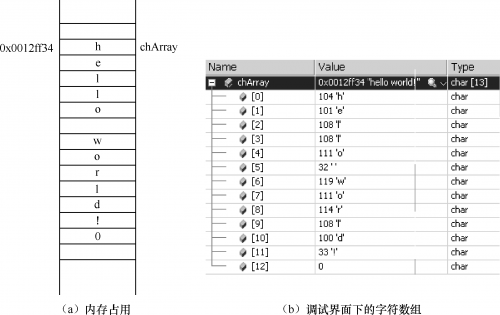 0x0012ff34 h chArray
e
l
l
o
w
o
r
l
d
!
0
(a) 内存占用
Name Value Type
chArray 0x0012ff34 "hello world!" char [13]
[0] 104 'h' char
[1] 101 'e' char
[2] 108 'l' char
[3] 108 'l' char
[4] 111 'o' char
[5] 32 ' ' char
[6] 119 'w' char
[7] 111 'o' char
[8] 114 'r' char
[9] 108 'l' char
[10] 100 'd' char
[11] 33 '!' char
[12] 0 char
(b) 调试界面下的字符数组